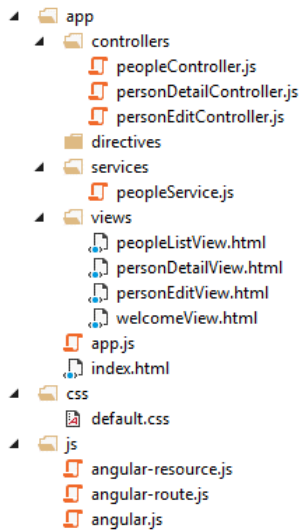 app
controllers
peopleController.js
personDetailController.js
personEditController.js
directives
services
peopleService.js
views
peopleListView.html
personDetailView.html
personEditView.html
welcomeView.html
app.js
index.html
css
default.css
js
angular-resource.js
angular-route.js
angular.js